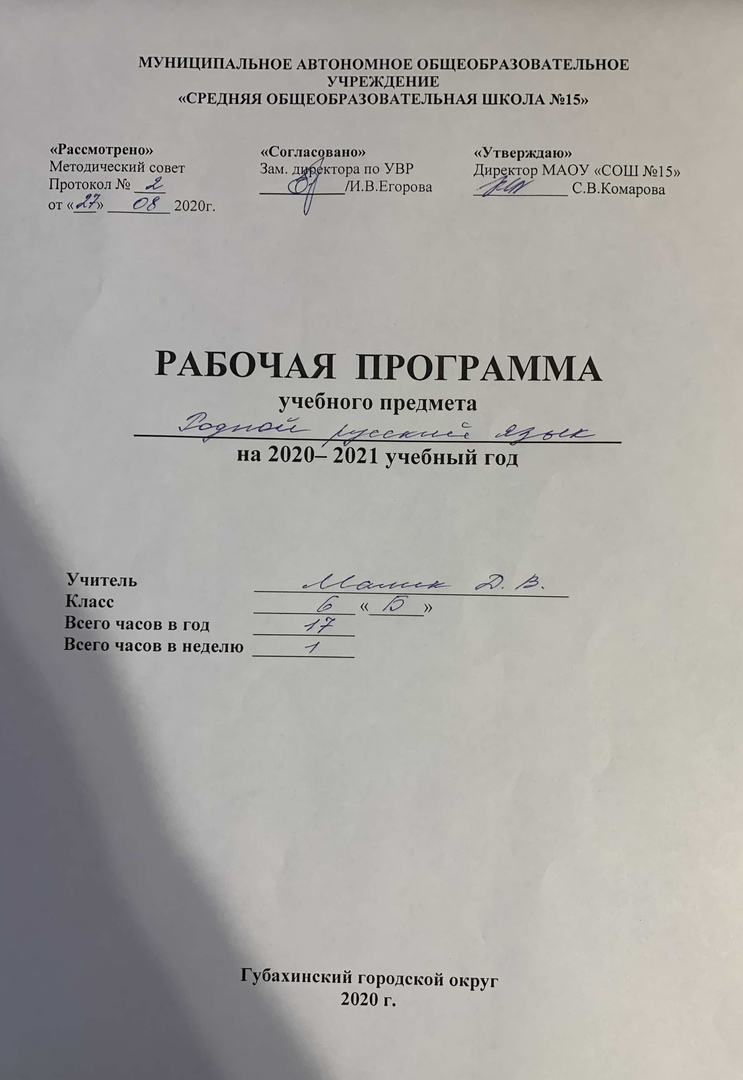 МУНИЦИПАЛЬНОЕ АВТОНОМНОЕ ОБЩЕОБРАЗОВАТЕЛЬНОЕ
УЧРЕЖДЕНИЕ
«СРЕДНЯЯ ОБЩЕОБРАЗОВАТЕЛЬНАЯ ШКОЛА №15»
«Рассмотрено»
Методический совет
Протокол № 2
от «27» 08 2020г.
«Согласовано»
Зам. директора по УВР
/И.В.Егорова
«Утверждаю»
Директор МАОУ «СОШ №15»
С.В.Комарова
РАБОЧАЯ ПРОГРАММА
учебного предмета
Родной русский язык
на 2020– 2021 учебный год
Учитель Малик Д. В.
Класс 6 «Б»
Всего часов в год 17
Всего часов в неделю 1
Губахинский городской округ
2020 г.